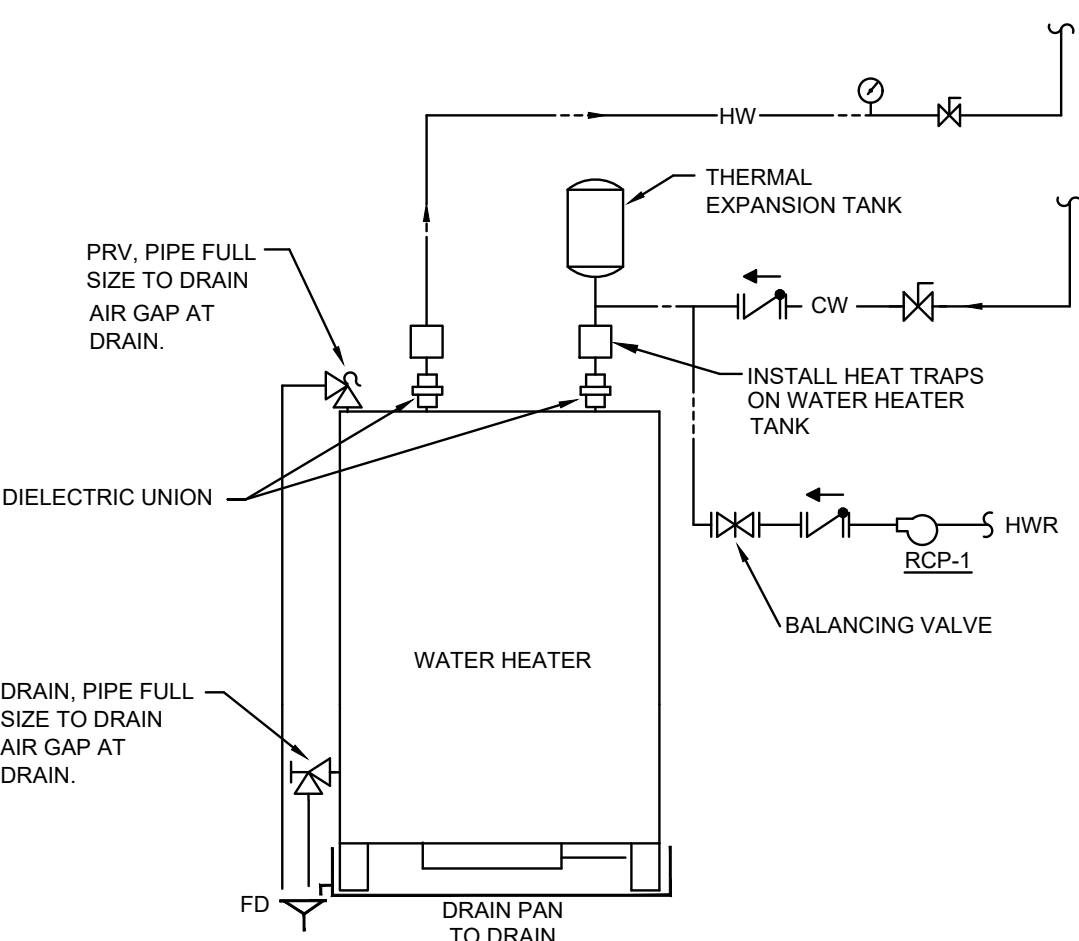 HW
THERMAL
EXPANSION TANK
PRV, PIPE FULL
SIZE TO DRAIN
AIR GAP AT
DRAIN.
CW
INSTALL HEAT TRAPS
ON WATER HEATER
TANK
DIELECTRIC UNION
HWR
RCP-1
BALANCING VALVE
WATER HEATER
DRAIN, PIPE FULL
SIZE TO DRAIN
AIR GAP AT
DRAIN.
FD
DRAIN PAN
TO DRAIN